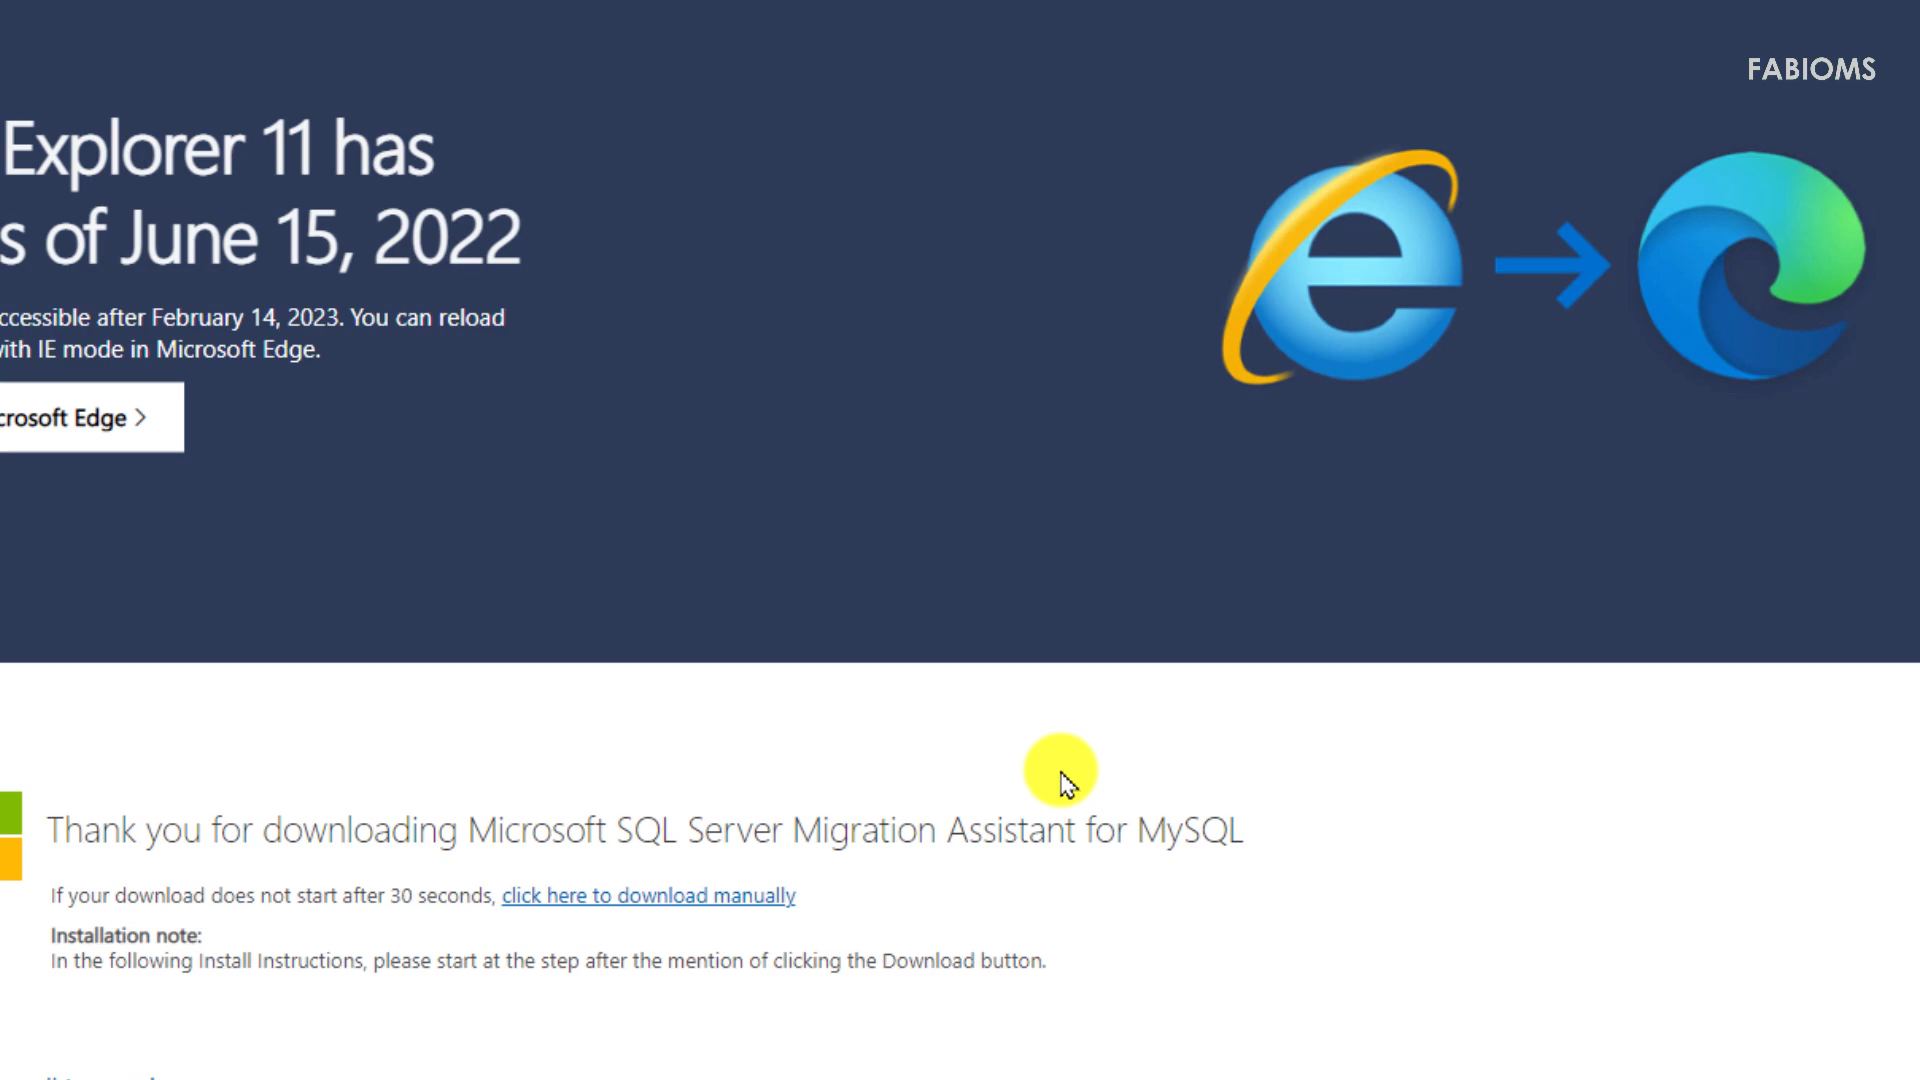 FABIOMS
Explorer 11 has
s of June 15, 2022
ccessible after February 14, 2023. You can reload
with IE mode in Microsoft Edge.
crosoft Edge >
Thank you for downloading Microsoft SQL Server Migration Assistant for MySQL
If your download does not start after 30 seconds, click here to download manually
Installation note:
In the following Install Instructions, please start at the step after the mention of clicking the Download button.